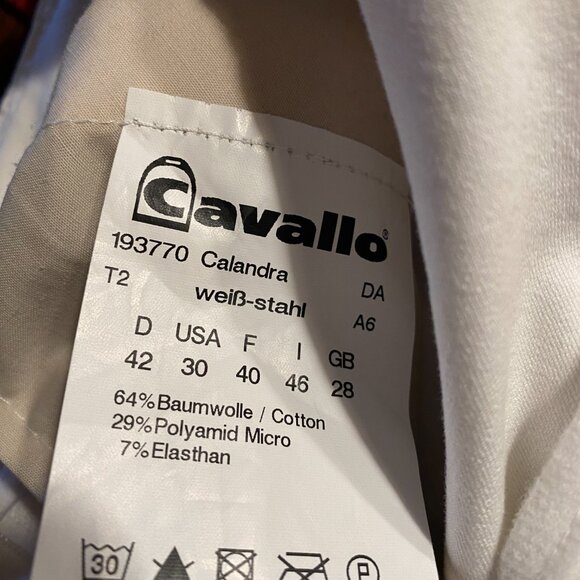 Cavallo®
193770 Calandra DA
T2 weiß-stahl A6
D USA F I GB
42 30 40 46 28
64%Baumwolle / Cotton
29%Polyamid Micro
7%Elasthan
30 P